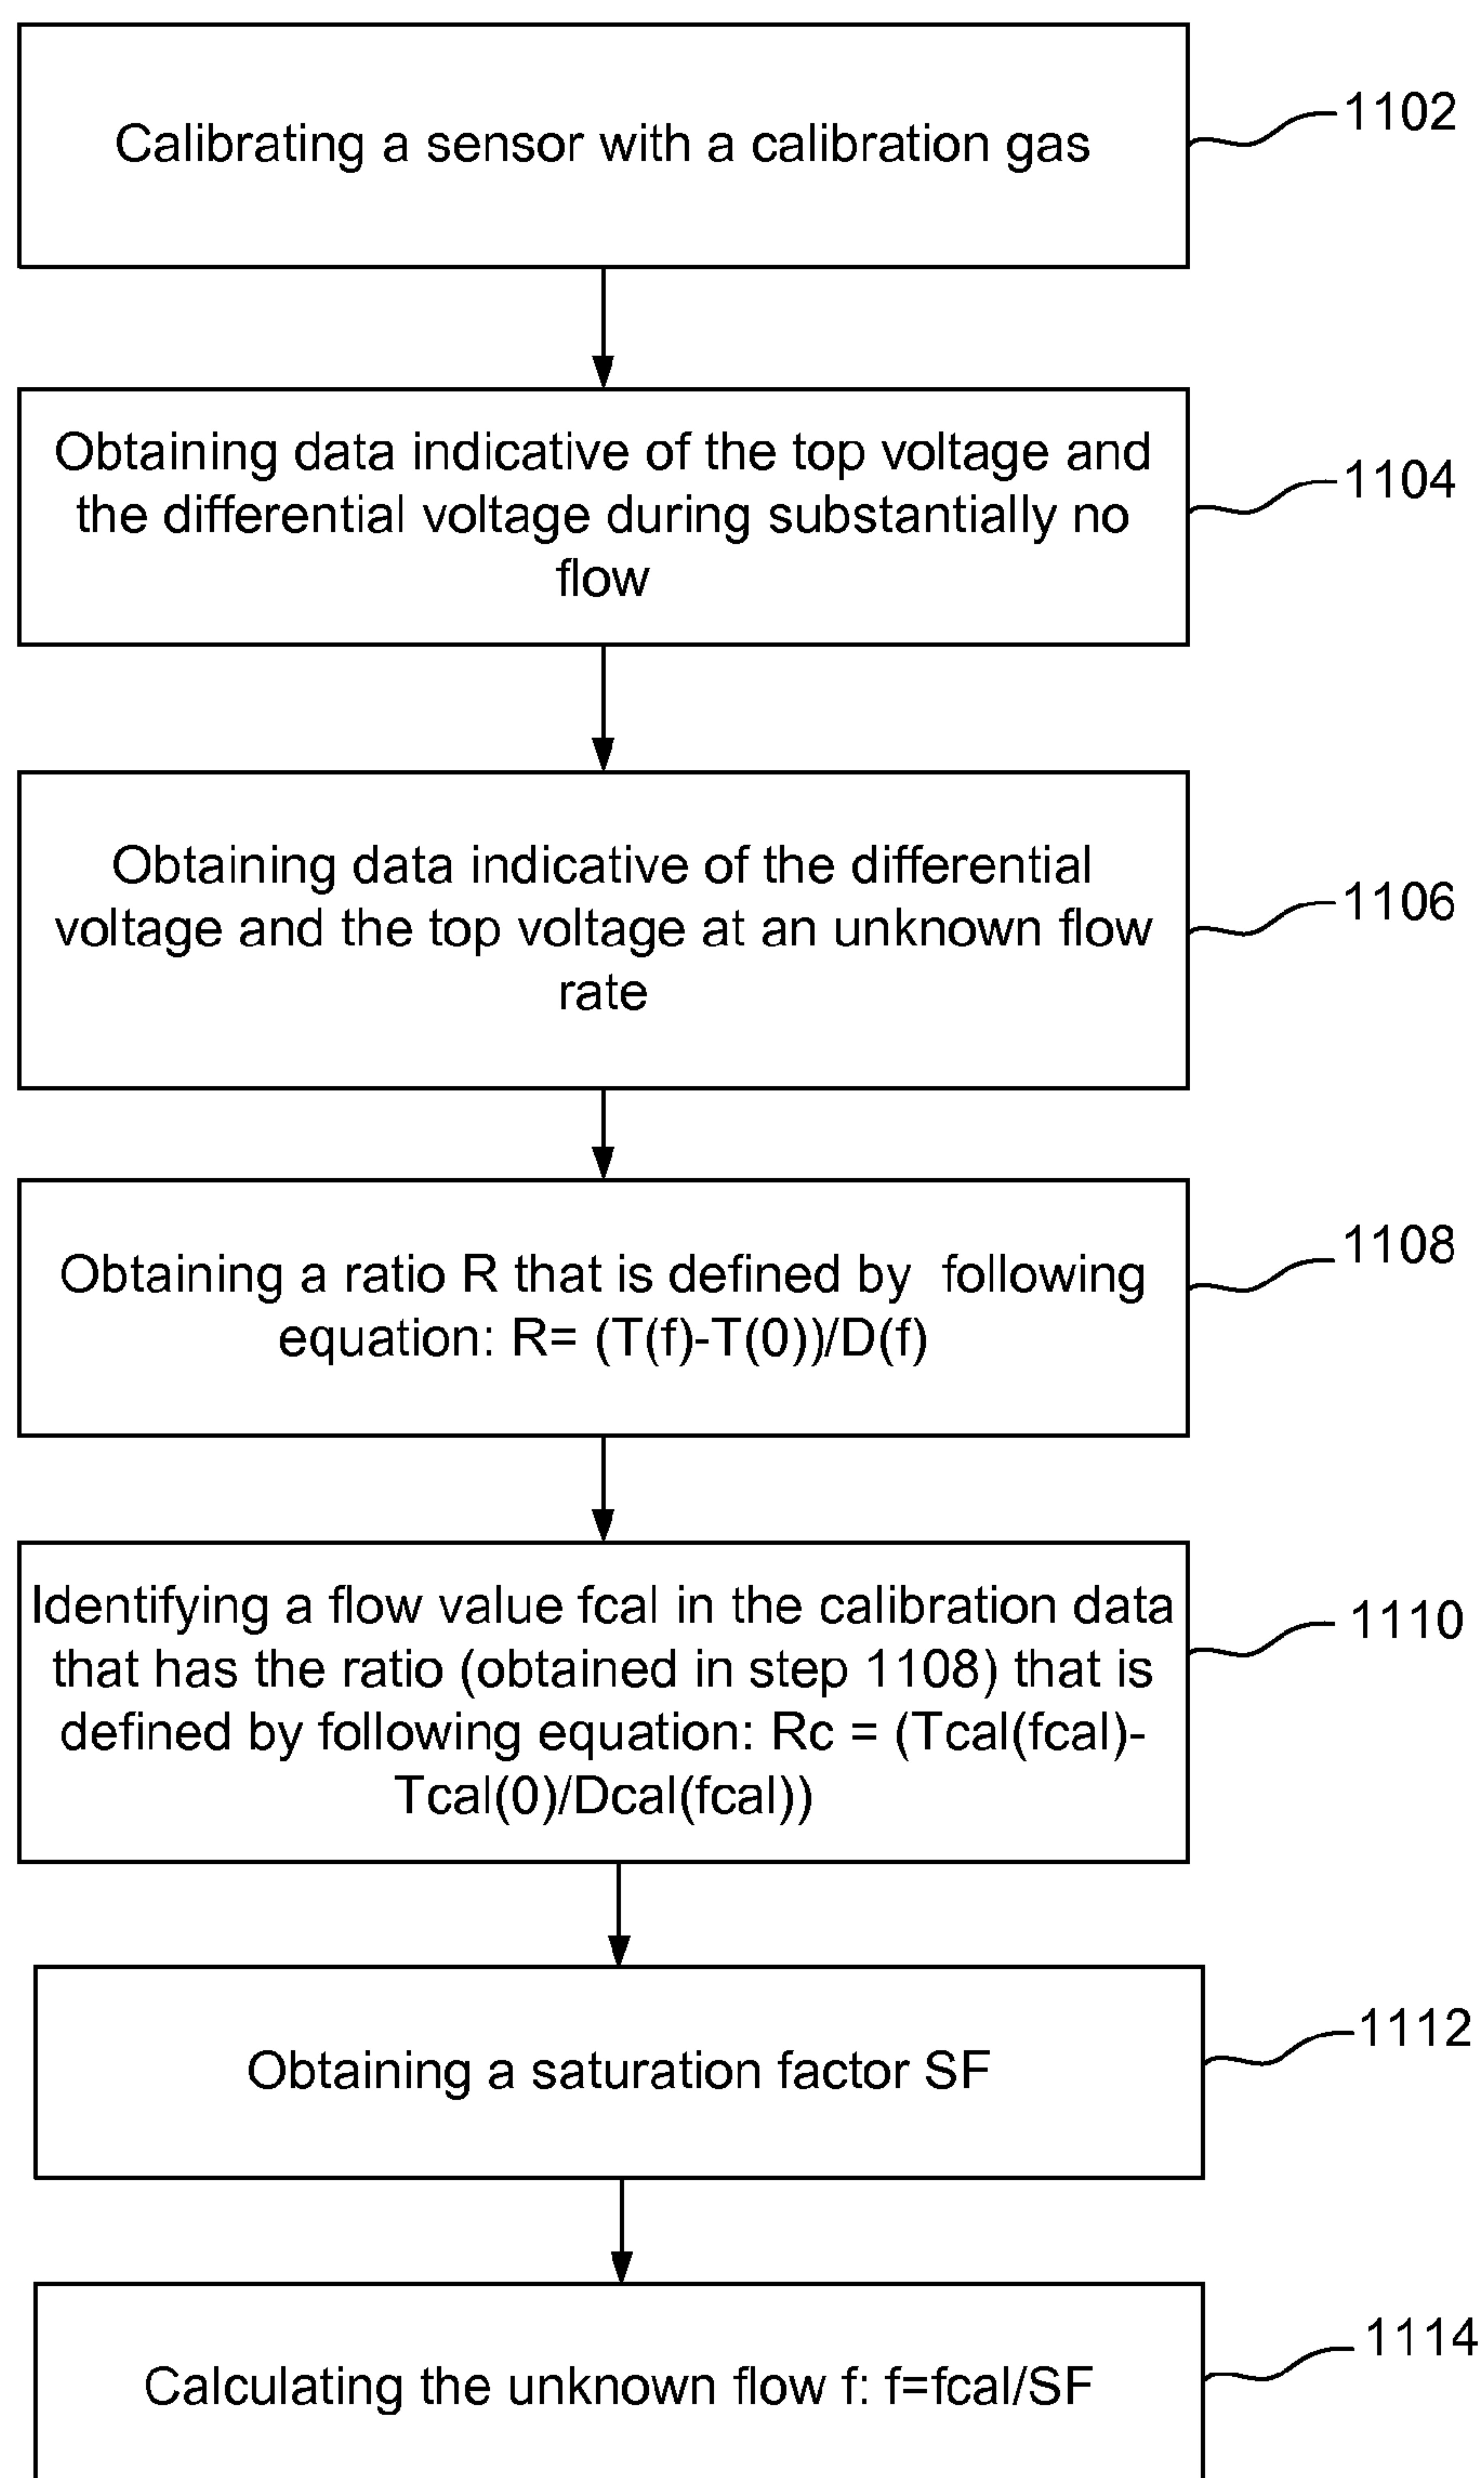 Calibrating a sensor with a calibration gas
1102
Obtaining data indicative of the top voltage and
the differential voltage during substantially no
flow
1104
Obtaining data indicative of the differential
voltage and the top voltage at an unknown flow
rate
1106
Obtaining a ratio R that is defined by following
equation: R= (T(f)-T(0))/D(f)
1108
Identifying a flow value fcal in the calibration data
that has the ratio (obtained in step 1108) that is
defined by following equation: Rc = (Tcal(fcal)-
Tcal(0)/Dcal(fcal))
1110
Obtaining a saturation factor SF
1112
Calculating the unknown flow f: f=fcal/SF
1114